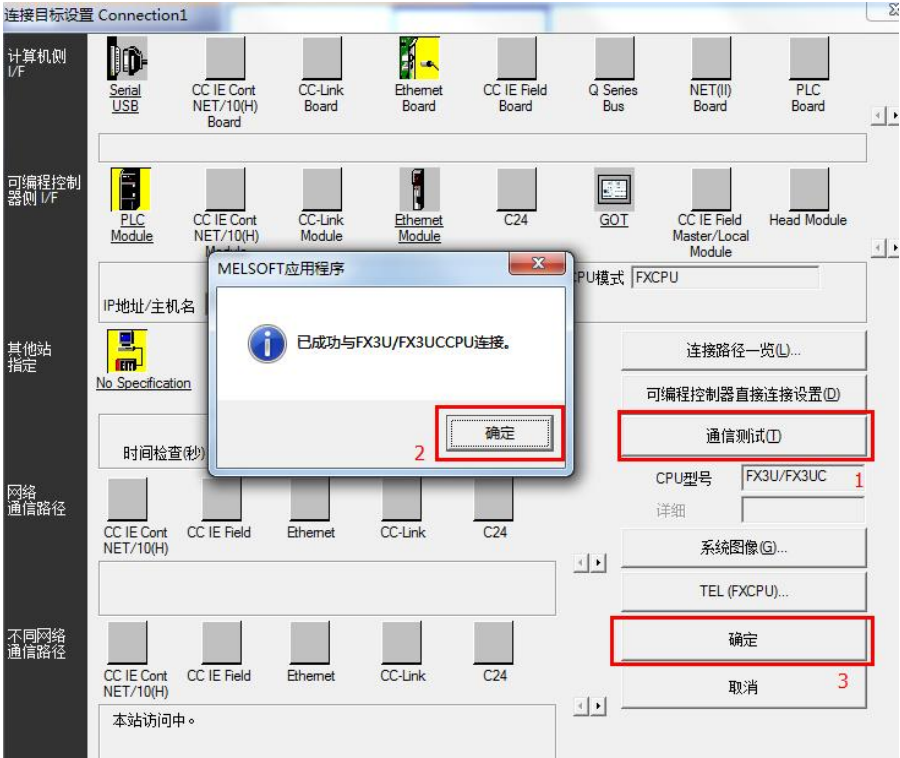 连接目标设置 Connection1
计算机侧
I/F
Serial
USB
CC IE Cont
NET/10(H)
Board
CC-Link
Board
Ethernet
Board
CC IE Field
Board
Q Series
Bus
NET(II)
Board
PLC
Board
可编程控制
器侧 I/F
PLC
Module
CC IE Cont
NET/10(H)
Module
CC-Link
Module
Ethernet
Module
C24
GOT
CC IE Field
Master/Local
Module
Head Module
IP地址/主机名
CPU模式 FXCPU
MELSOFT应用程序
已成功与FX3U/FX3UCCPU连接。
2
确定
其他站
指定
No Specification
时间检查(秒)
连接路径一览(L)...
可编程控制器直接连接设置(D)
通信测试(T)
CPU型号 FX3U/FX3UC
1
详细
系统图像(G)...
TEL (FXCPU)...
确定
取消
3
网络
通信路径
CC IE Cont
NET/10(H)
CC IE Field
Ethernet
CC-Link
C24
不同网络
通信路径
CC IE Cont
NET/10(H)
CC IE Field
Ethernet
CC-Link
C24
本站访问中。